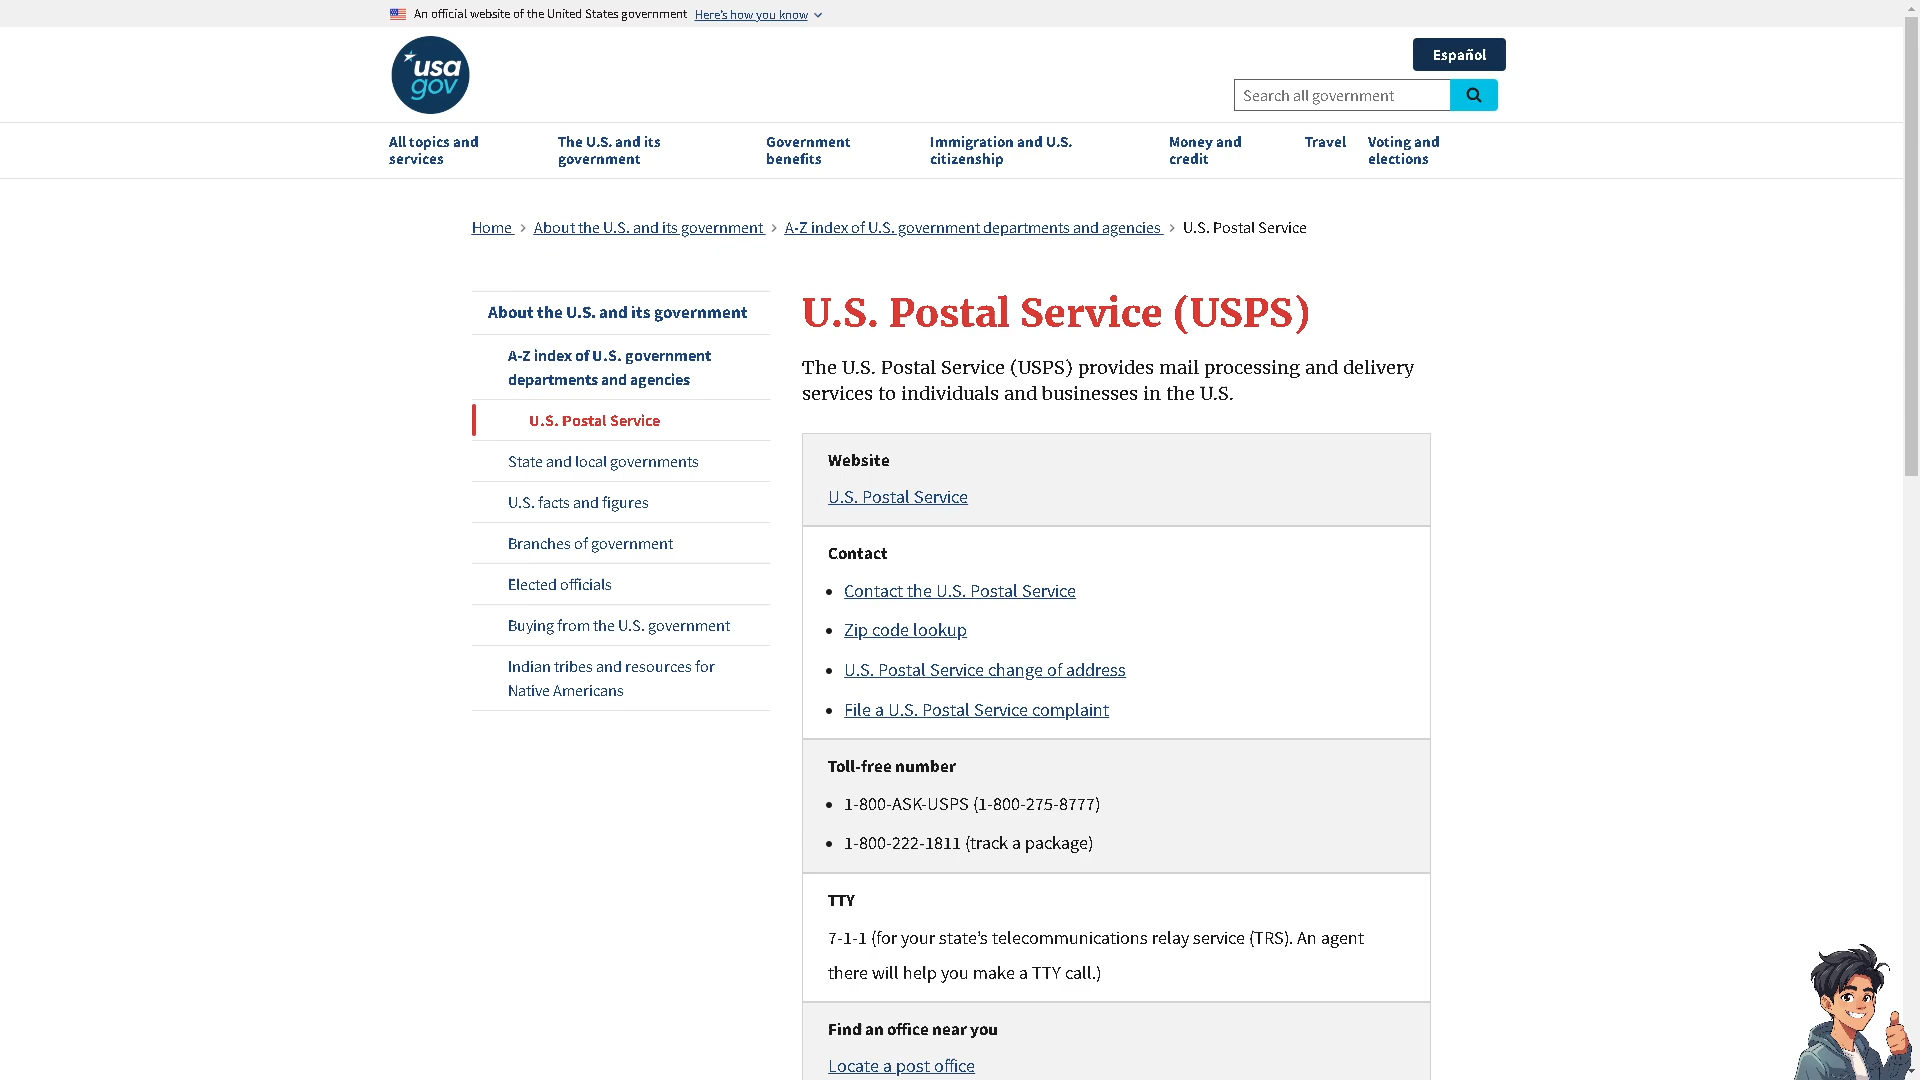 An official website of the United States government Here's how you know
usa
gov
Español
Search all government
All topics and
services
The U.S. and its
government
Government
benefits
Immigration and U.S.
citizenship
Money and
credit
Travel
Voting and
elections
Home > About the U.S. and its government > A-Z index of U.S. government departments and agencies > U.S. Postal Service
About the U.S. and its government
A-Z index of U.S. government
departments and agencies
U.S. Postal Service
State and local governments
U.S. facts and figures
Branches of government
Elected officials
Buying from the U.S. government
Indian tribes and resources for
Native Americans
U.S. Postal Service (USPS)
The U.S. Postal Service (USPS) provides mail processing and delivery
services to individuals and businesses in the U.S.
Website
U.S. Postal Service
Contact
• Contact the U.S. Postal Service
• Zip code lookup
• U.S. Postal Service change of address
• File a U.S. Postal Service complaint
Toll-free number
• 1-800-ASK-USPS (1-800-275-8777)
• 1-800-222-1811 (track a package)
TTY
7-1-1 (for your state’s telecommunications relay service (TRS). An agent
there will help you make a TTY call.)
Find an office near you
Locate a post office